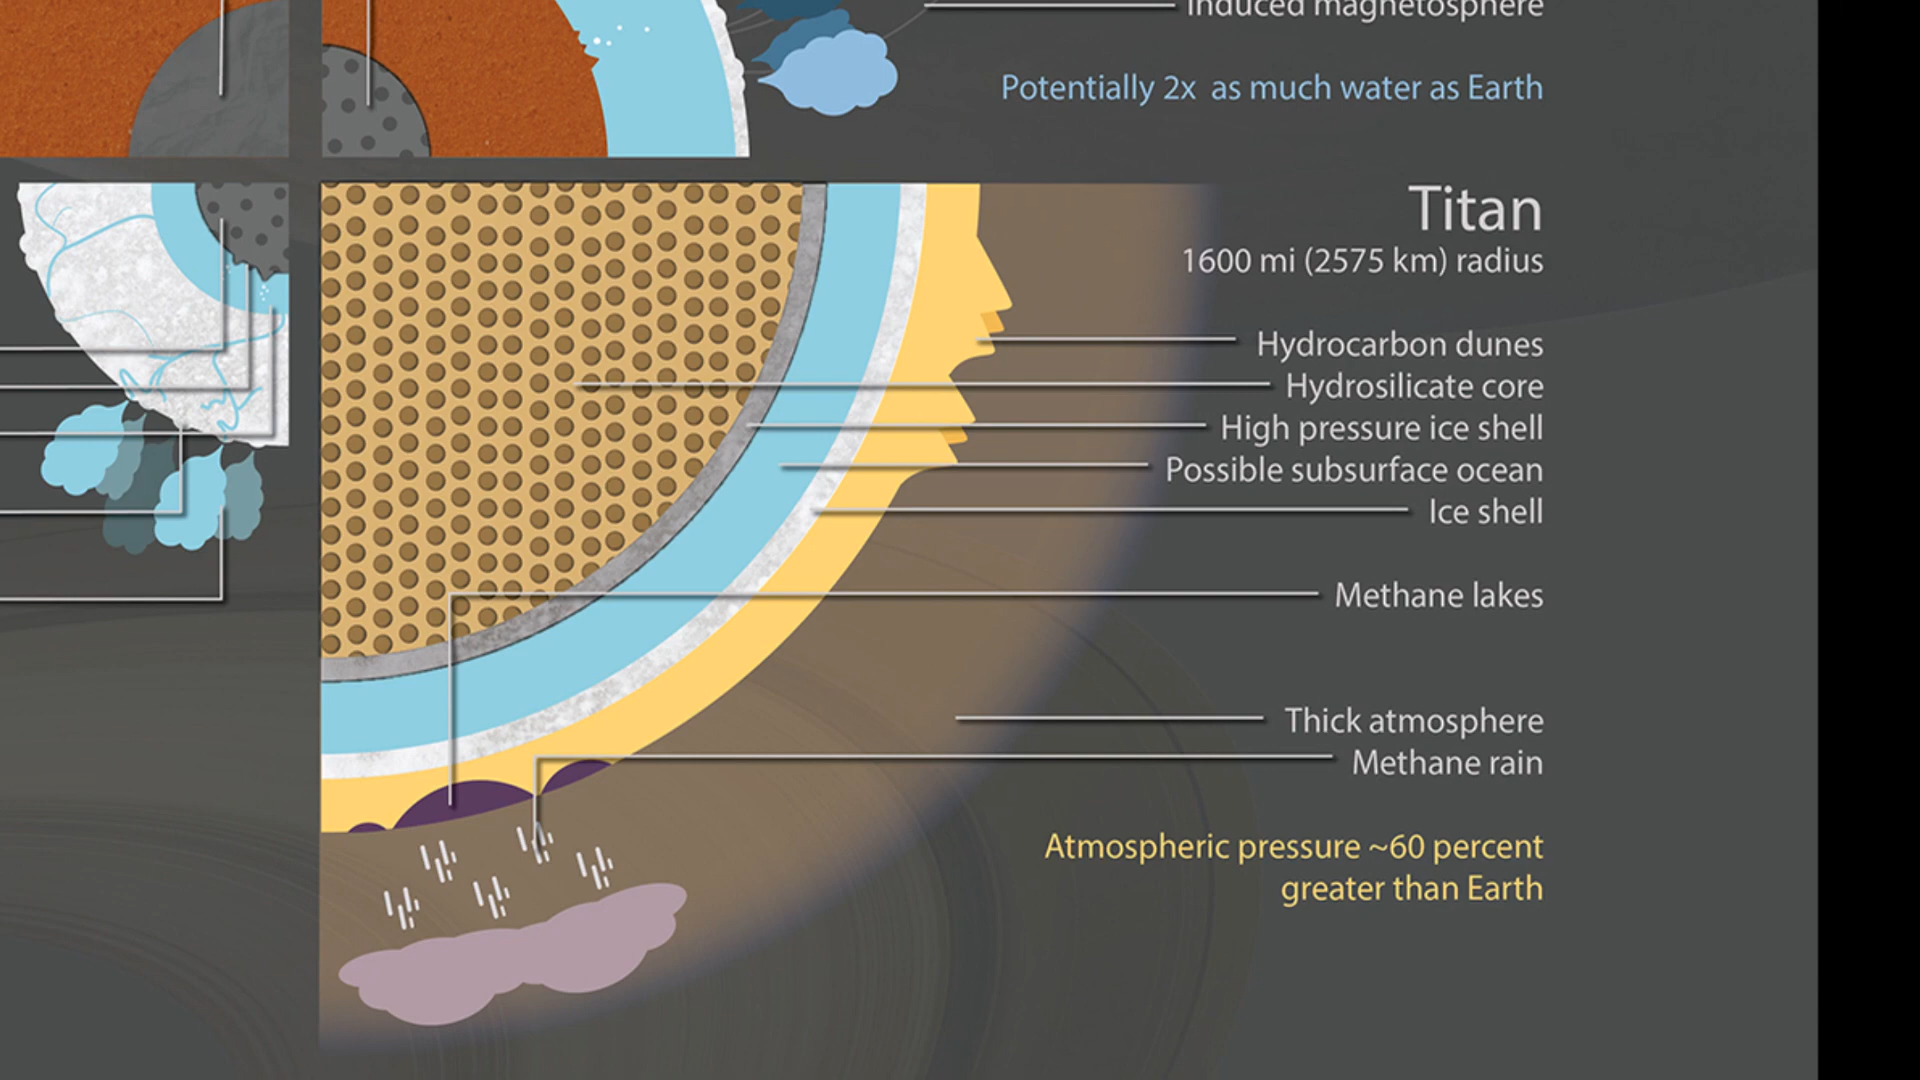 Induced magnetosphere
Potentially 2x as much water as Earth
Titan
1600 mi (2575 km) radius
Hydrocarbon dunes
Hydrosilicate core
High pressure ice shell
Possible subsurface ocean
Ice shell
Methane lakes
Thick atmosphere
Methane rain
Atmospheric pressure ~60 percent
greater than Earth